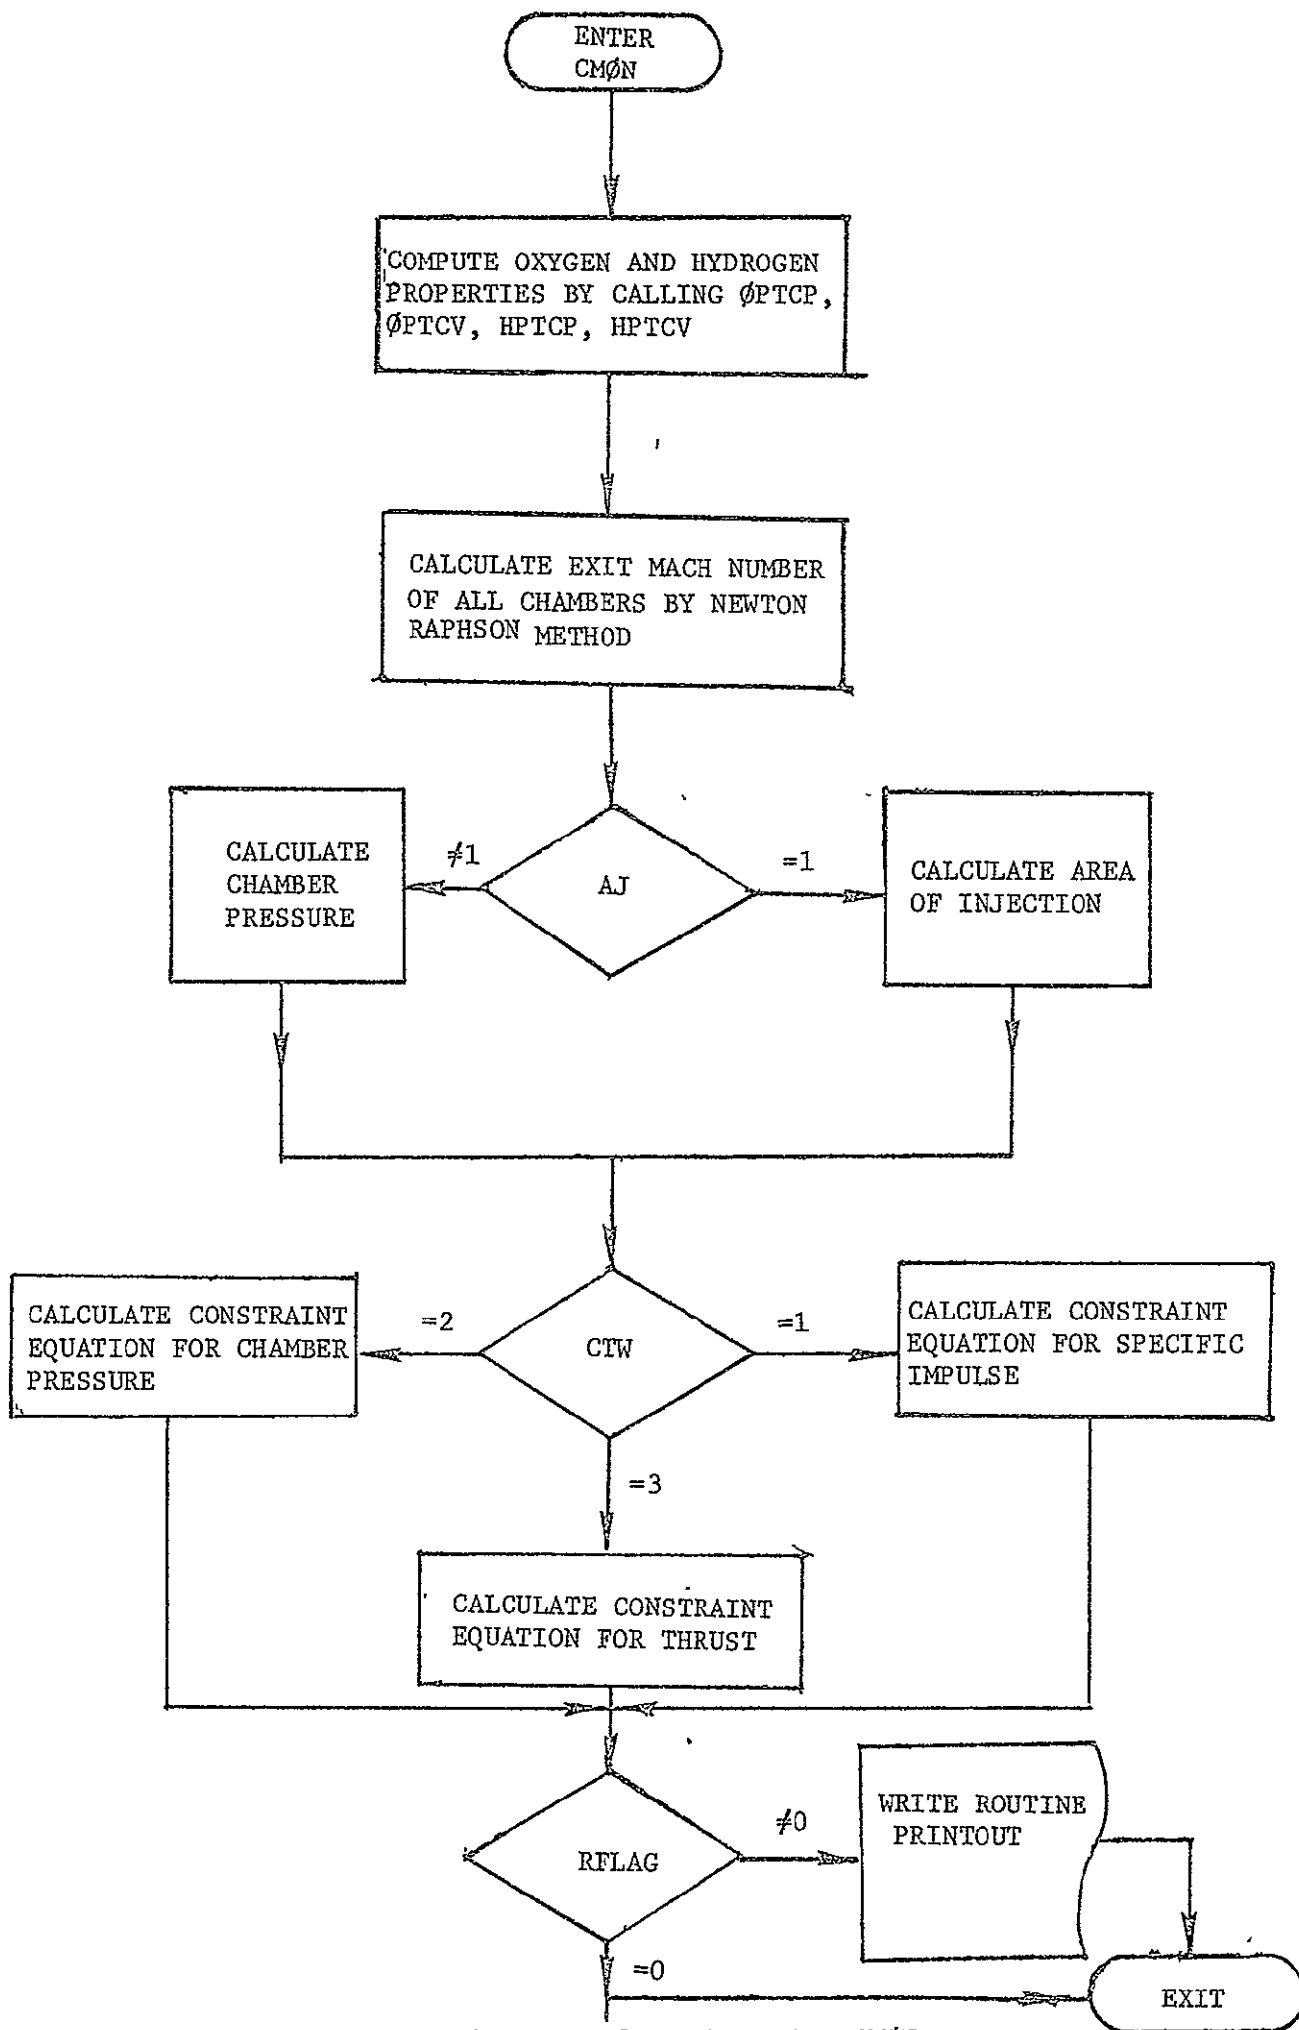 ENTER
CMØN
COMPUTE OXYGEN AND HYDROGEN
PROPERTIES BY CALLING ØPTCP,
ØPTCV, HPTCP, HPTCV
CALCULATE EXIT MACH NUMBER
OF ALL CHAMBERS BY NEWTON
RAPHSON METHOD
CALCULATE
CHAMBER
PRESSURE
≠1
AJ
=1
CALCULATE AREA
OF INJECTION
CALCULATE CONSTRAINT
EQUATION FOR CHAMBER
PRESSURE
=2
CTW
=1
CALCULATE CONSTRAINT
EQUATION FOR SPECIFIC
IMPULSE
=3
CALCULATE CONSTRAINT
EQUATION FOR THRUST
RFLAG
≠0
WRITE ROUTINE
PRINTOUT
=0
EXIT